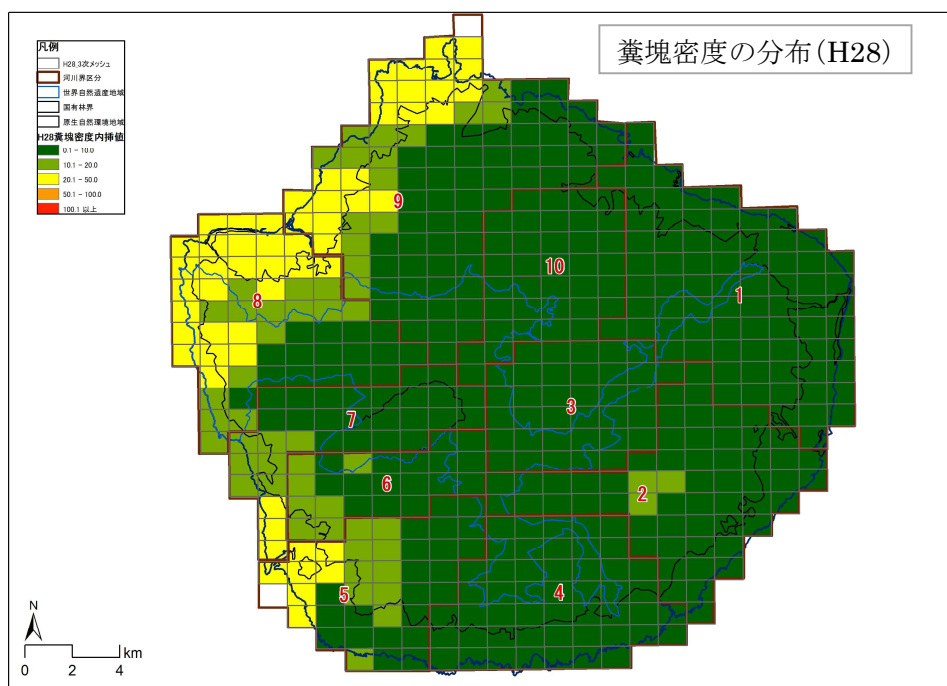 糞塊密度の分布(H28)
凡例
H28_3次メッシュ
河川界区分
世界自然遺産地域
国有林界
原生自然環境地域
H28糞塊密度内挿値
0.1 - 10.0
10.1 - 20.0
20.1 - 50.0
50.1 - 100.0
100.1 以上
9
10
8
1
7
3
6
2
5
4
N
0 2 4 km